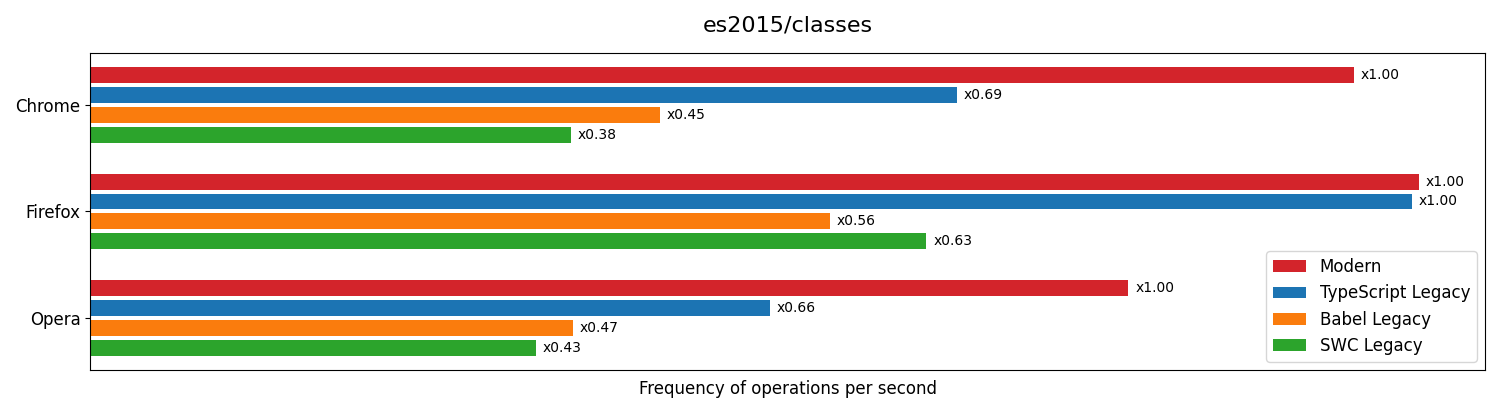 es2015/classes
Chrome
x1.00
x0.69
x0.45
x0.38
Firefox
x1.00
x1.00
x0.56
x0.63
Opera
x1.00
x0.66
x0.47
x0.43
Modern
TypeScript Legacy
Babel Legacy
SWC Legacy
Frequency of operations per second